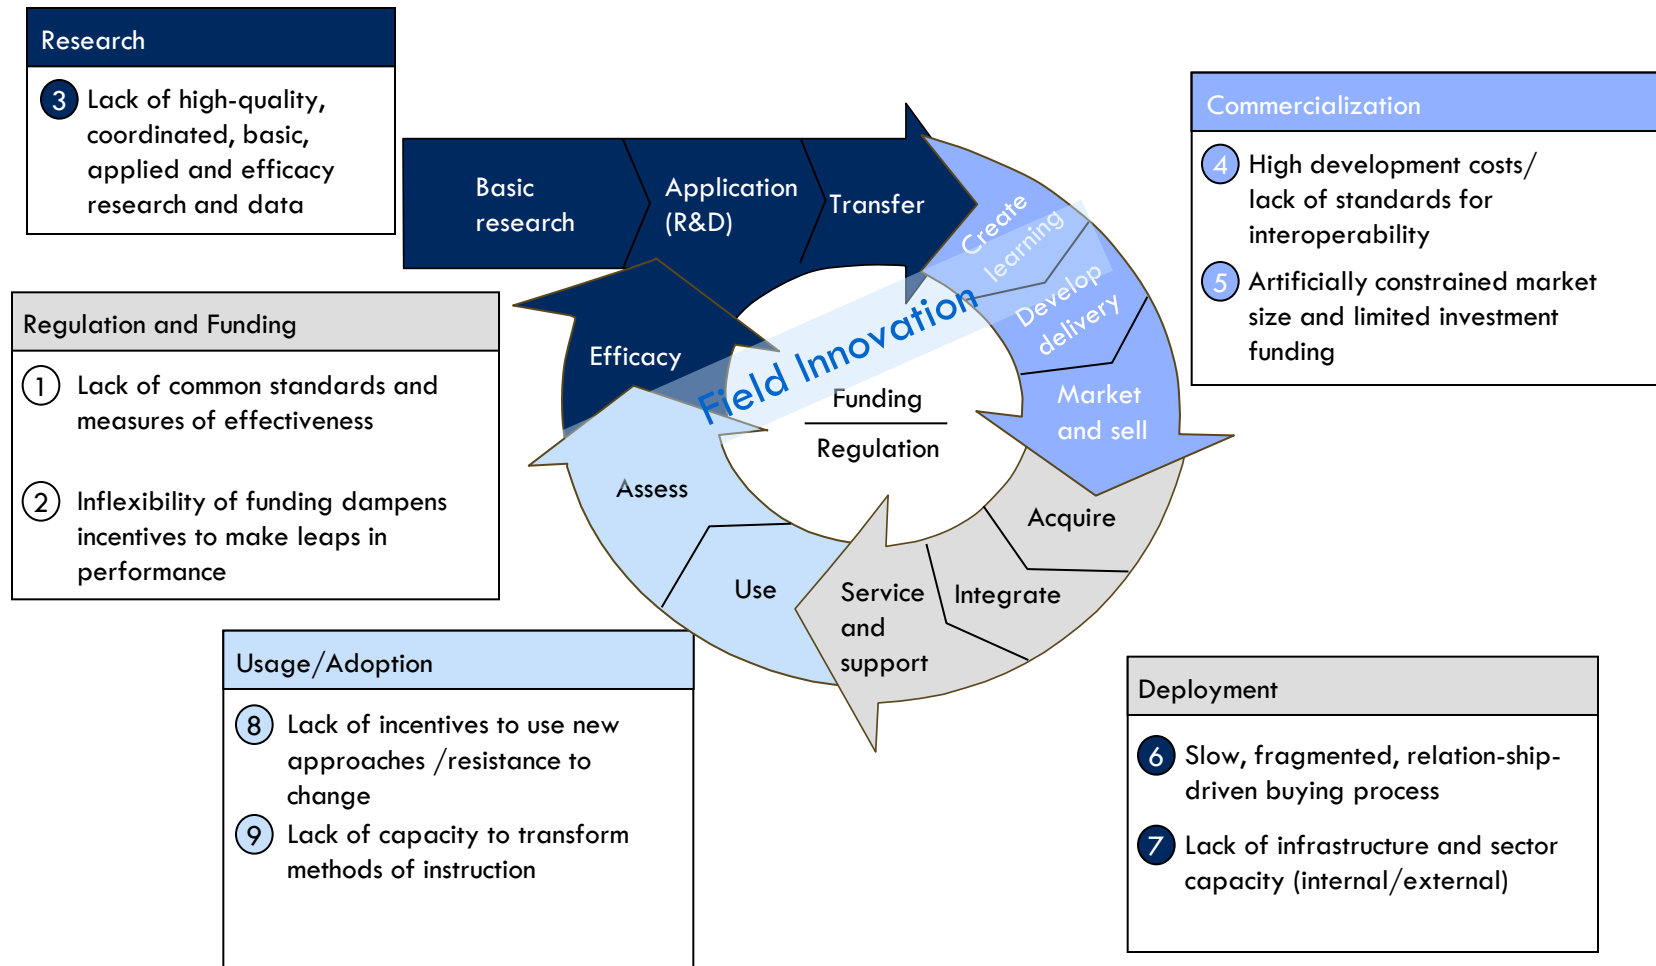 Research
3 Lack of high-quality,
coordinated, basic,
applied and efficacy
research and data
Regulation and Funding
1 Lack of common standards and
measures of effectiveness
2 Inflexibility of funding dampens
incentives to make leaps in
performance
Usage/Adoption
8 Lack of incentives to use new
approaches /resistance to
change
9 Lack of capacity to transform
methods of instruction
Basic
research
Application
(R&D)
Transfer
Create
learning
Develop
delivery
Market
and sell
Acquire
Integrate
Service
and
support
Use
Assess
Efficacy
Field Innovation
Funding
Regulation
Commercialization
4 High development costs/
lack of standards for
interoperability
5 Artificially constrained market
size and limited investment
funding
Deployment
6 Slow, fragmented, relation-ship-
driven buying process
7 Lack of infrastructure and sector
capacity (internal/external)